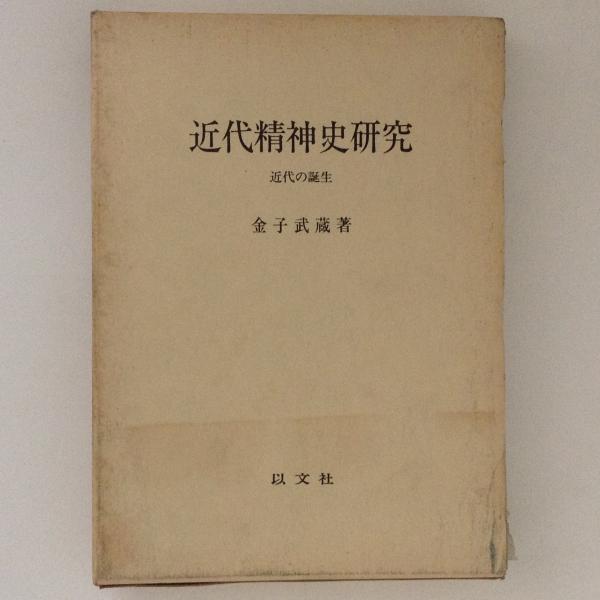 近代精神史研究
近代の誕生
金子武蔵著
以文社